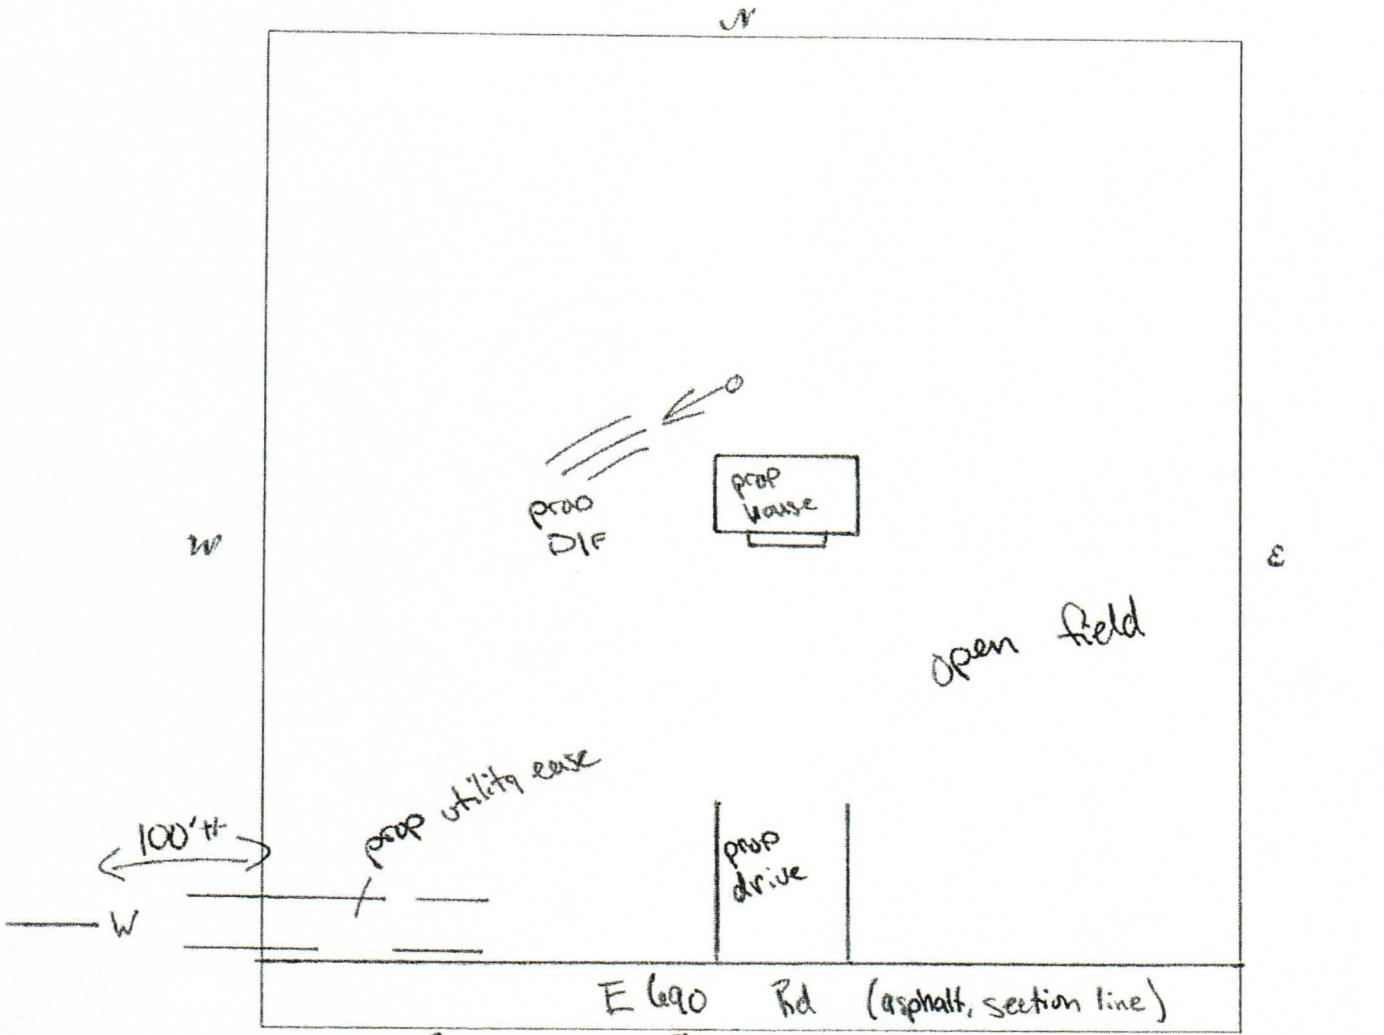 N
prop
house
prop
DIF
W
E
open field
prop utility ease
100'+/-
prop
drive
W
E 690 Rd (asphalt, section line)